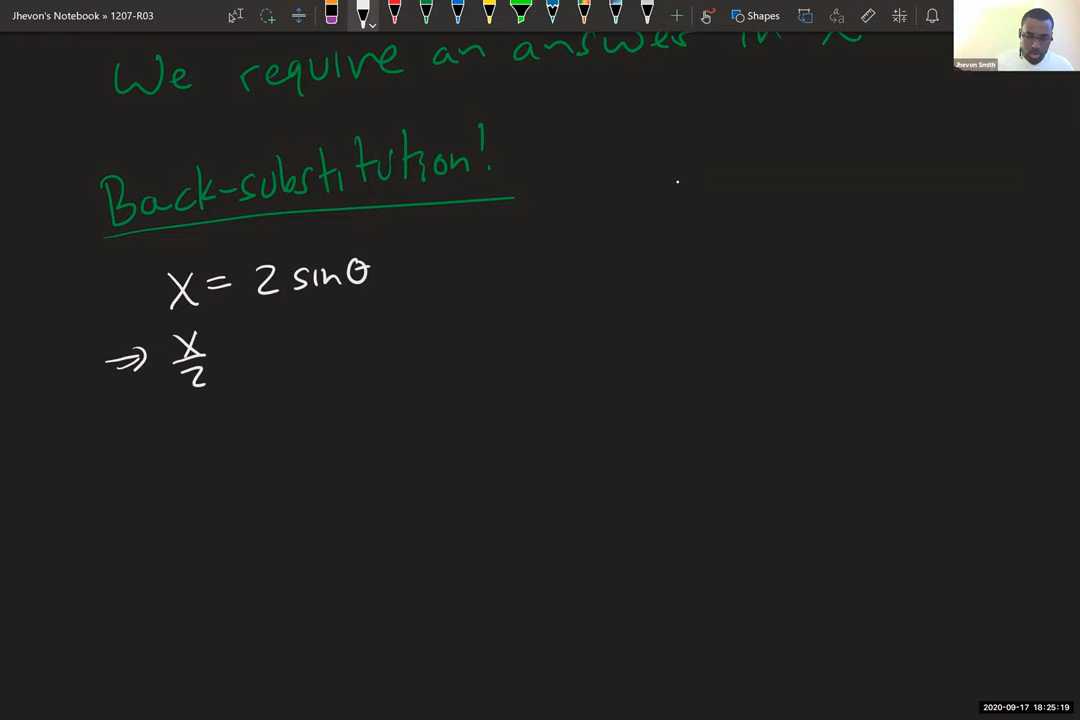 Jhevon's Notebook » 1207-R03
Shapes
Jhevon Smith
We require an answer in x
Back-substitution!
x = 2 sinθ
⇒ x/2
2020-09-17 18:25:19